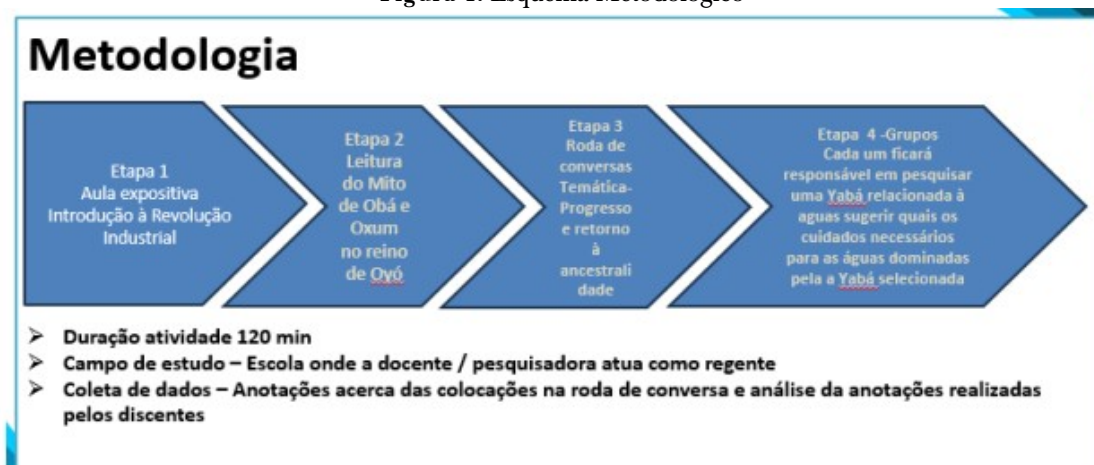 Metodologia
Etapa 1
Aula expositiva
Introdução à Revolução
Industrial
Etapa 2
Leitura
do Mito
de Obá e
Oxum
no reino
de Oyó
Etapa 3
Roda de
conversas
Temática-
Progresso
e retorno
à
ancestrali
dade
Etapa 4 -Grupos
Cada um ficará
responsável em pesquisar
uma Yabá relacionada à
aguas sugerir quais os
cuidados necessários
para as águas dominadas
pela a Yabá selecionada
➢ Duração atividade 120 min
➢ Campo de estudo – Escola onde a docente / pesquisadora atua como regente
➢ Coleta de dados – Anotações acerca das colocações na roda de conversa e análise da anotações realizadas
pelos discentes